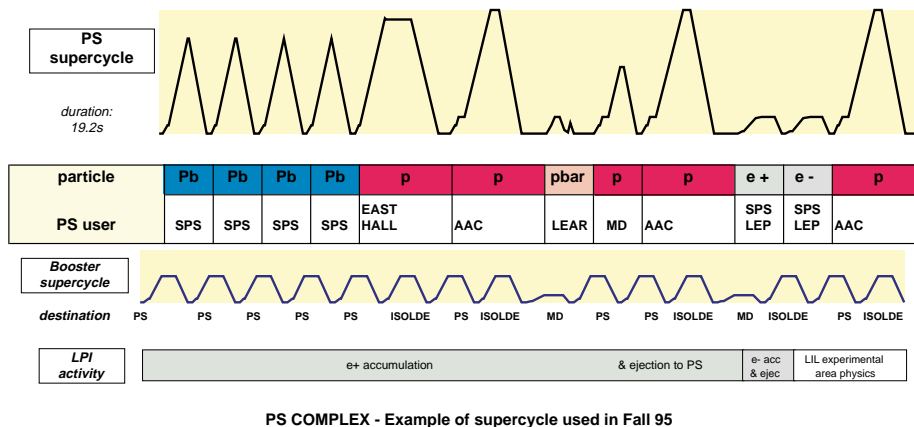 PS
supercycle
duration:
19.2s
particle Pb Pb Pb Pb p p pbar p p e + e - p
PS user SPS SPS SPS SPS EAST HALL AAC LEAR MD AAC SPS LEP SPS LEP AAC
Booster
supercycle
destination PS PS PS PS ISOLDE PS ISOLDE MD PS PS ISOLDE MD ISOLDE PS ISOLDE
LPI
activity
e+ accumulation & ejection to PS
e- acc
& ejec
LIL experimental
area physics
PS COMPLEX - Example of supercycle used in Fall 95